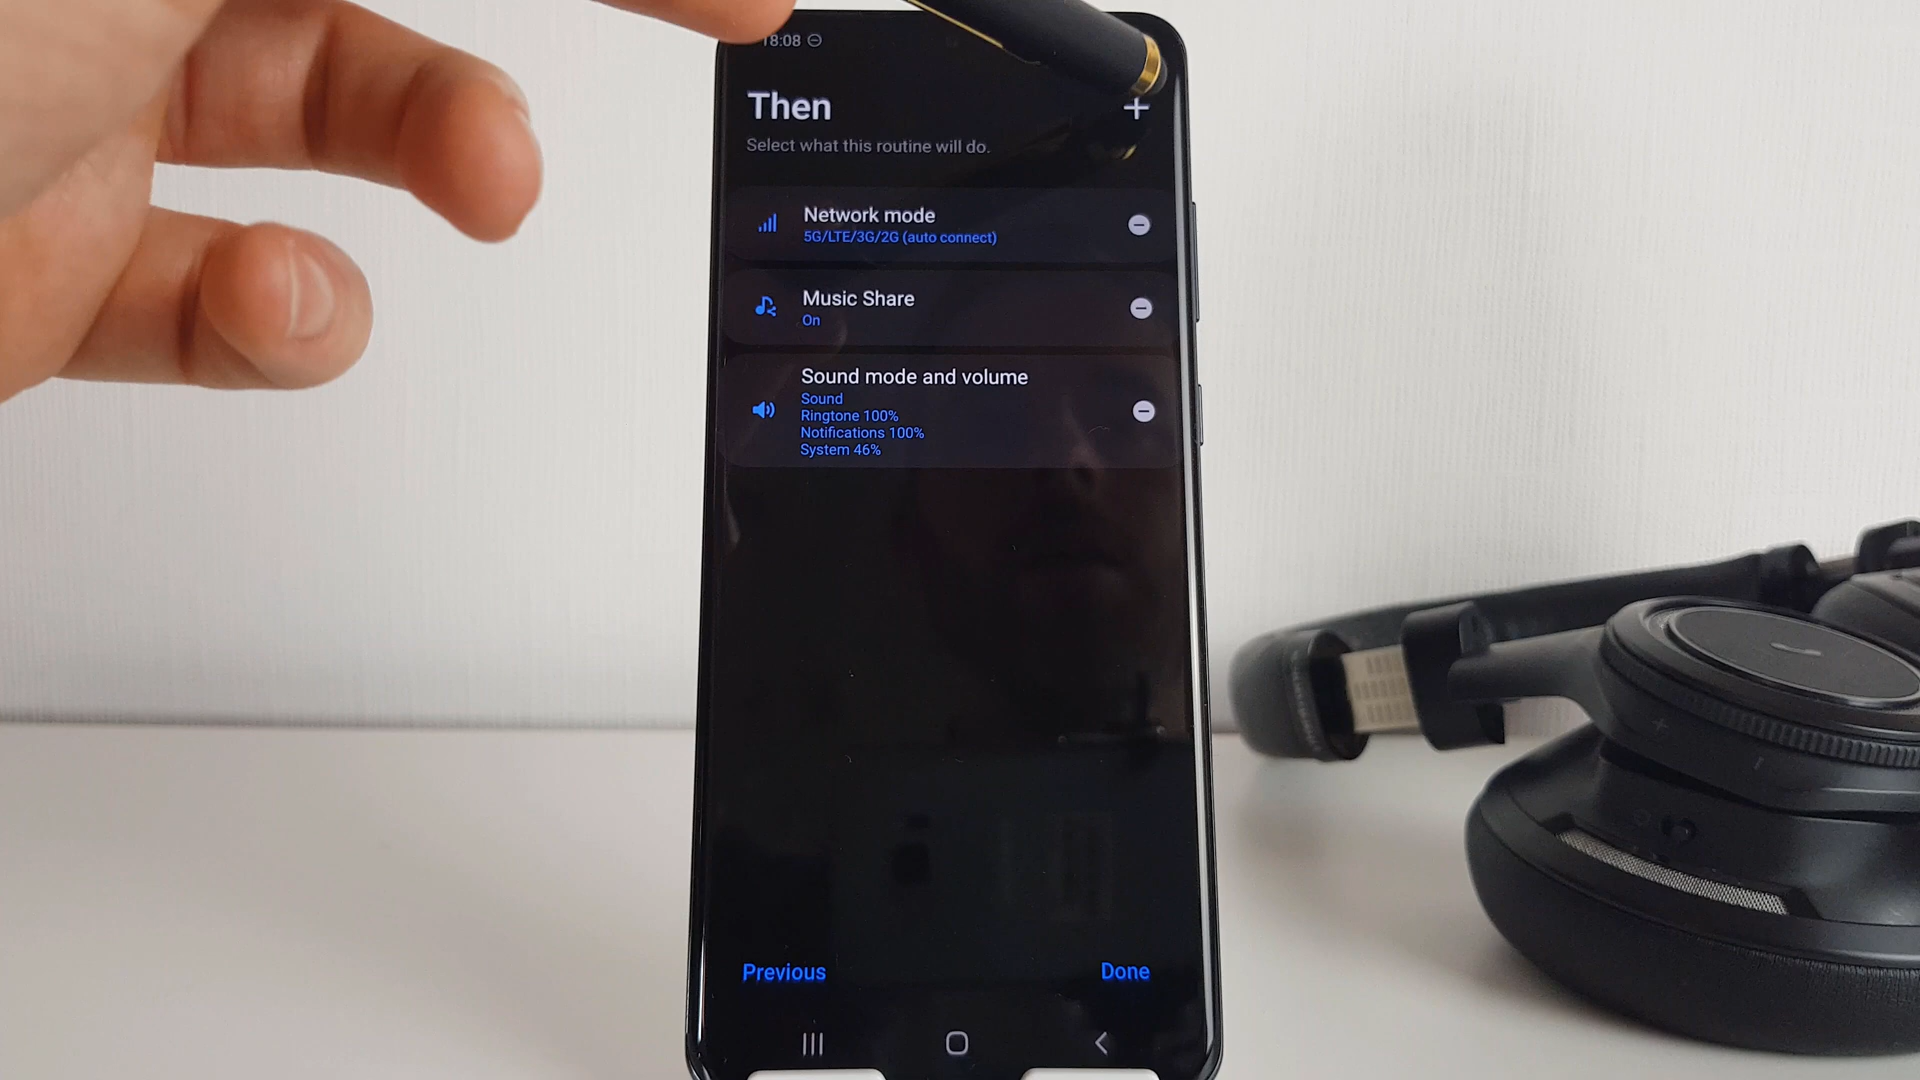 18:08
Then
Select what this routine will do.
Network mode
5G/LTE/3G/2G (auto connect)
Music Share
On
Sound mode and volume
Sound
Ringtone 100%
Notifications 100%
System 46%
Previous
Done